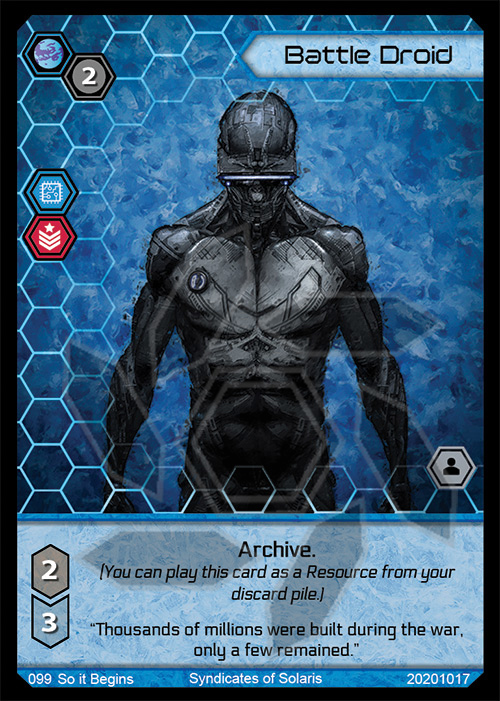 Battle Droid
2
Archive.
(You can play this card as a Resource from your
discard pile.)
2
3
“Thousands of millions were built during the war,
only a few remained.”
099 So it Begins Syndicates of Solaris 20201017